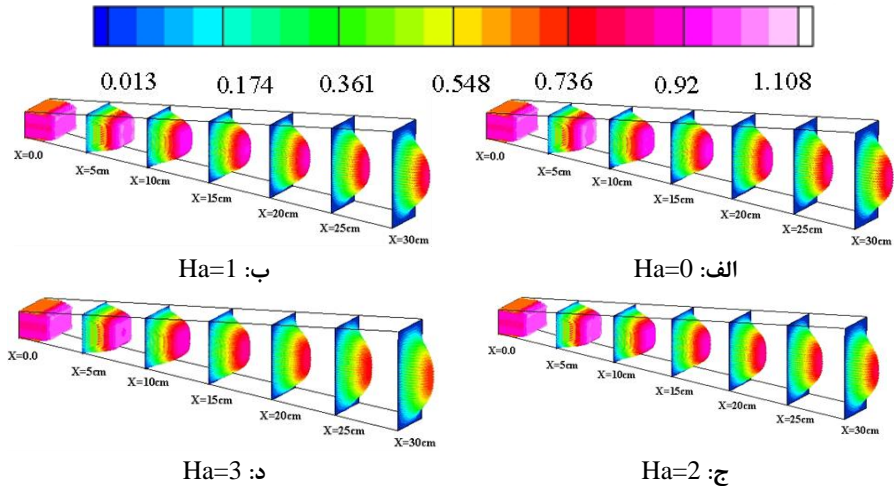 0.013 0.174 0.361 0.548 0.736 0.92 1.108
X=0.0
X=5cm
X=10cm
X=15cm
X=20cm
X=25cm
X=30cm
الف: Ha=0
X=0.0
X=5cm
X=10cm
X=15cm
X=20cm
X=25cm
X=30cm
ب: Ha=1
X=0.0
X=5cm
X=10cm
X=15cm
X=20cm
X=25cm
X=30cm
ج: Ha=2
X=0.0
X=5cm
X=10cm
X=15cm
X=20cm
X=25cm
X=30cm
د: Ha=3